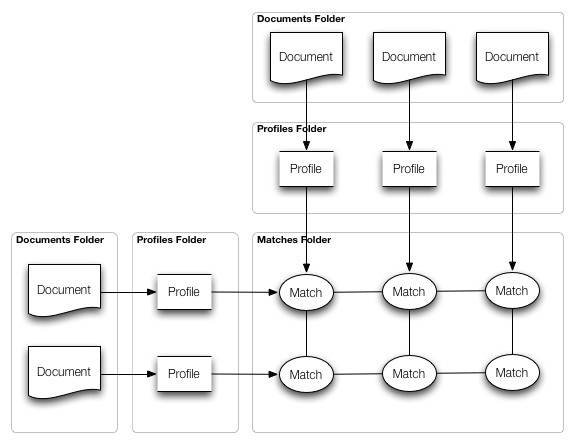 Documents Folder
Document Document Document
Profiles Folder
Profile Profile Profile
Documents Folder Profiles Folder Matches Folder
Document Profile Match Match Match
Document Profile Match Match Match